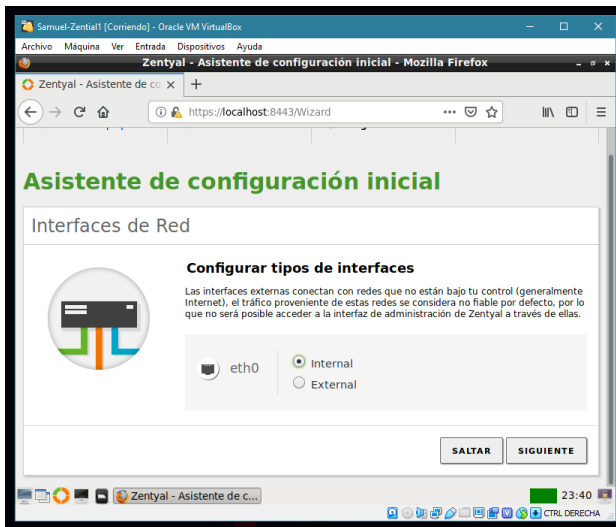 Samuel-Zential1 [Corriendo] - Oracle VM VirtualBox
Archivo Máquina Ver Entrada Dispositivos Ayuda
Zentyal - Asistente de configuración inicial - Mozilla Firefox
Zentyal - Asistente de co
https://localhost:8443/Wizard
Asistente de configuración inicial
Interfaces de Red
Configurar tipos de interfaces
Las interfaces externas conectan con redes que no están bajo tu control (generalmente
Internet), el tráfico proveniente de estas redes se considera no fiable por defecto, por lo
que no será posible acceder a la interfaz de administración de Zentyal a través de ellas.
eth0
Internal
External
SALTAR SIGUIENTE
Zentyal - Asistente de c...
23:40
CTRL DERECHA